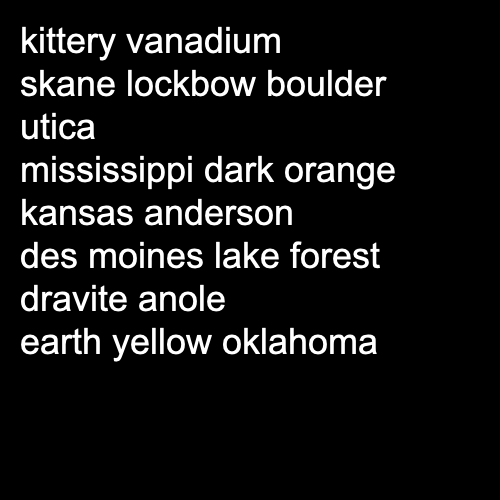 kittery vanadium
skane lockbow boulder
utica
mississippi dark orange
kansas anderson
des moines lake forest
dravite anole
earth yellow oklahoma